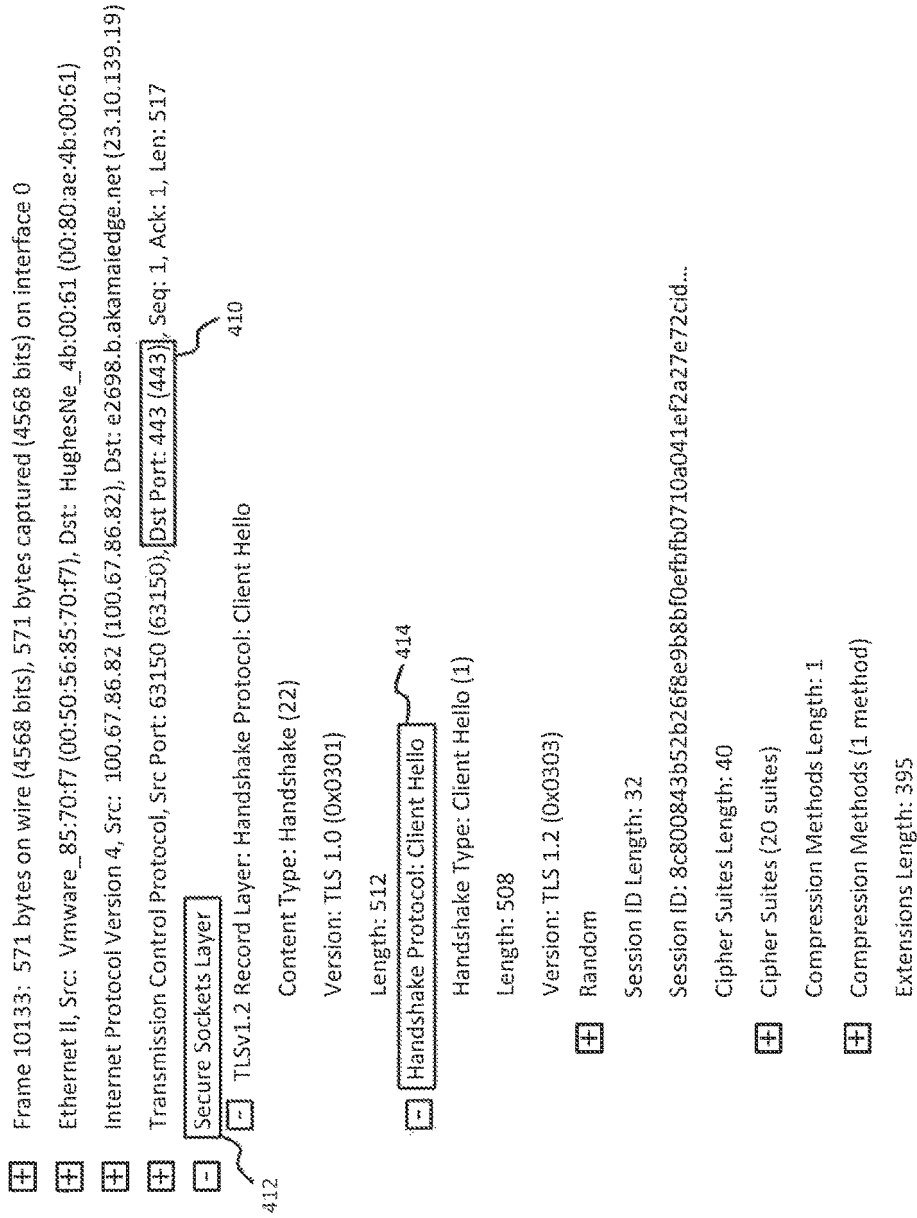 Frame 10133: 571 bytes on wire (4568 bits), 571 bytes captured (4568 bits) on interface 0
Ethernet II, Src: Vmware_85:70:f7 (00:50:56:85:70:f7), Dst: HughesNe_4b:00:61 (00:80:ae:4b:00:61)
Internet Protocol Version 4, Src: 100.67.86.82 (100.67.86.82), Dst: e2698.b.akamaiedge.net (23.10.139.19)
Transmission Control Protocol, Src Port: 63150 (63150), Dst Port: 443 (443), Seq: 1, Ack: 1, Len: 517
410
Secure Sockets Layer
412
TLSv1.2 Record Layer: Handshake Protocol: Client Hello
Content Type: Handshake (22)
Version: TLS 1.0 (0x0301)
Length: 512
Handshake Protocol: Client Hello
414
Handshake Type: Client Hello (1)
Length: 508
Version: TLS 1.2 (0x0303)
Random
Session ID Length: 32
Session ID: 8c800843b52b26f8e9b8bf0efbfb0710a041ef2a27e72cid...
Cipher Suites Length: 40
Cipher Suites (20 suites)
Compression Methods Length: 1
Compression Methods (1 method)
Extensions Length: 395